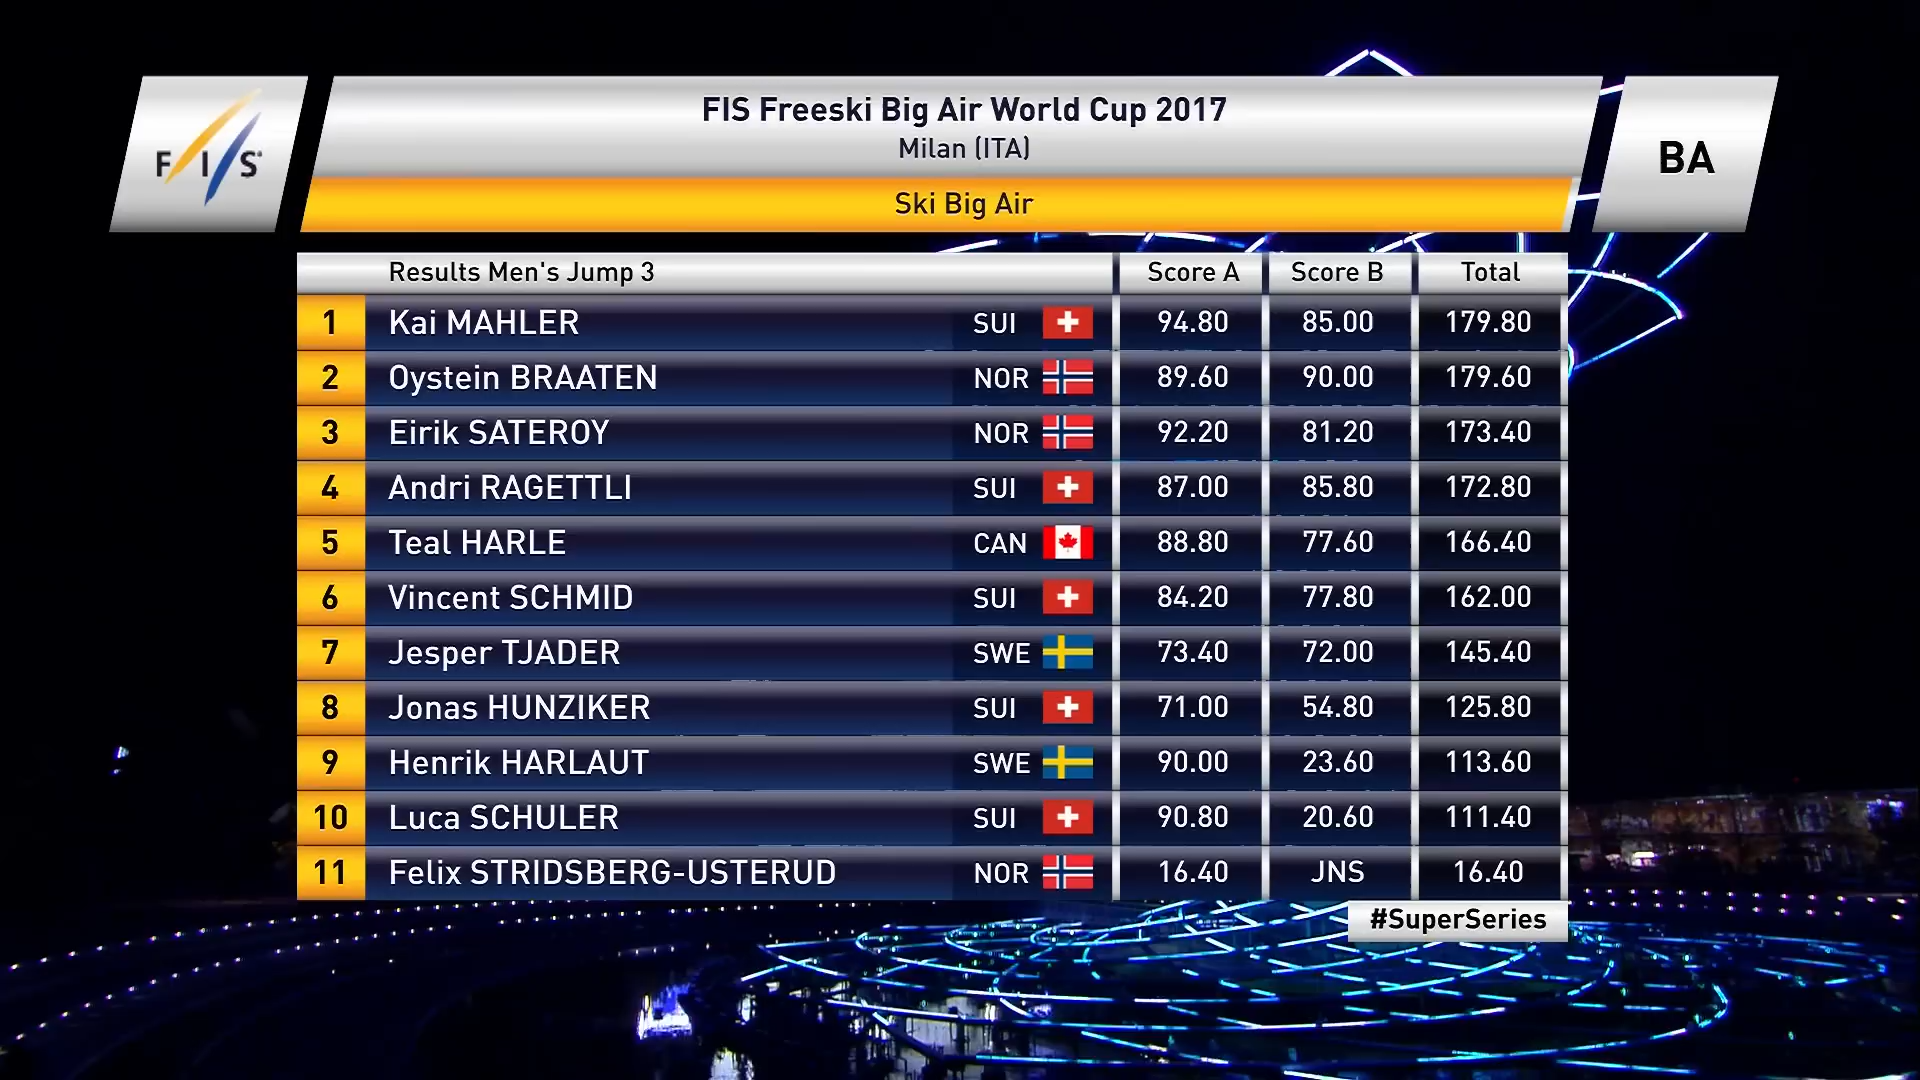 FIS
FIS Freeski Big Air World Cup 2017
Milan (ITA)
Ski Big Air
BA
Results Men's Jump 3 Score A Score B Total
1 Kai MAHLER SUI 94.80 85.00 179.80
2 Oystein BRAATEN NOR 89.60 90.00 179.60
3 Eirik SATEROY NOR 92.20 81.20 173.40
4 Andri RAGETTLI SUI 87.00 85.80 172.80
5 Teal HARLE CAN 88.80 77.60 166.40
6 Vincent SCHMID SUI 84.20 77.80 162.00
7 Jesper TJADER SWE 73.40 72.00 145.40
8 Jonas HUNZIKER SUI 71.00 54.80 125.80
9 Henrik HARLAUT SWE 90.00 23.60 113.60
10 Luca SCHULER SUI 90.80 20.60 111.40
11 Felix STRIDSBERG-USTERUD NOR 16.40 JNS 16.40
#SuperSeries